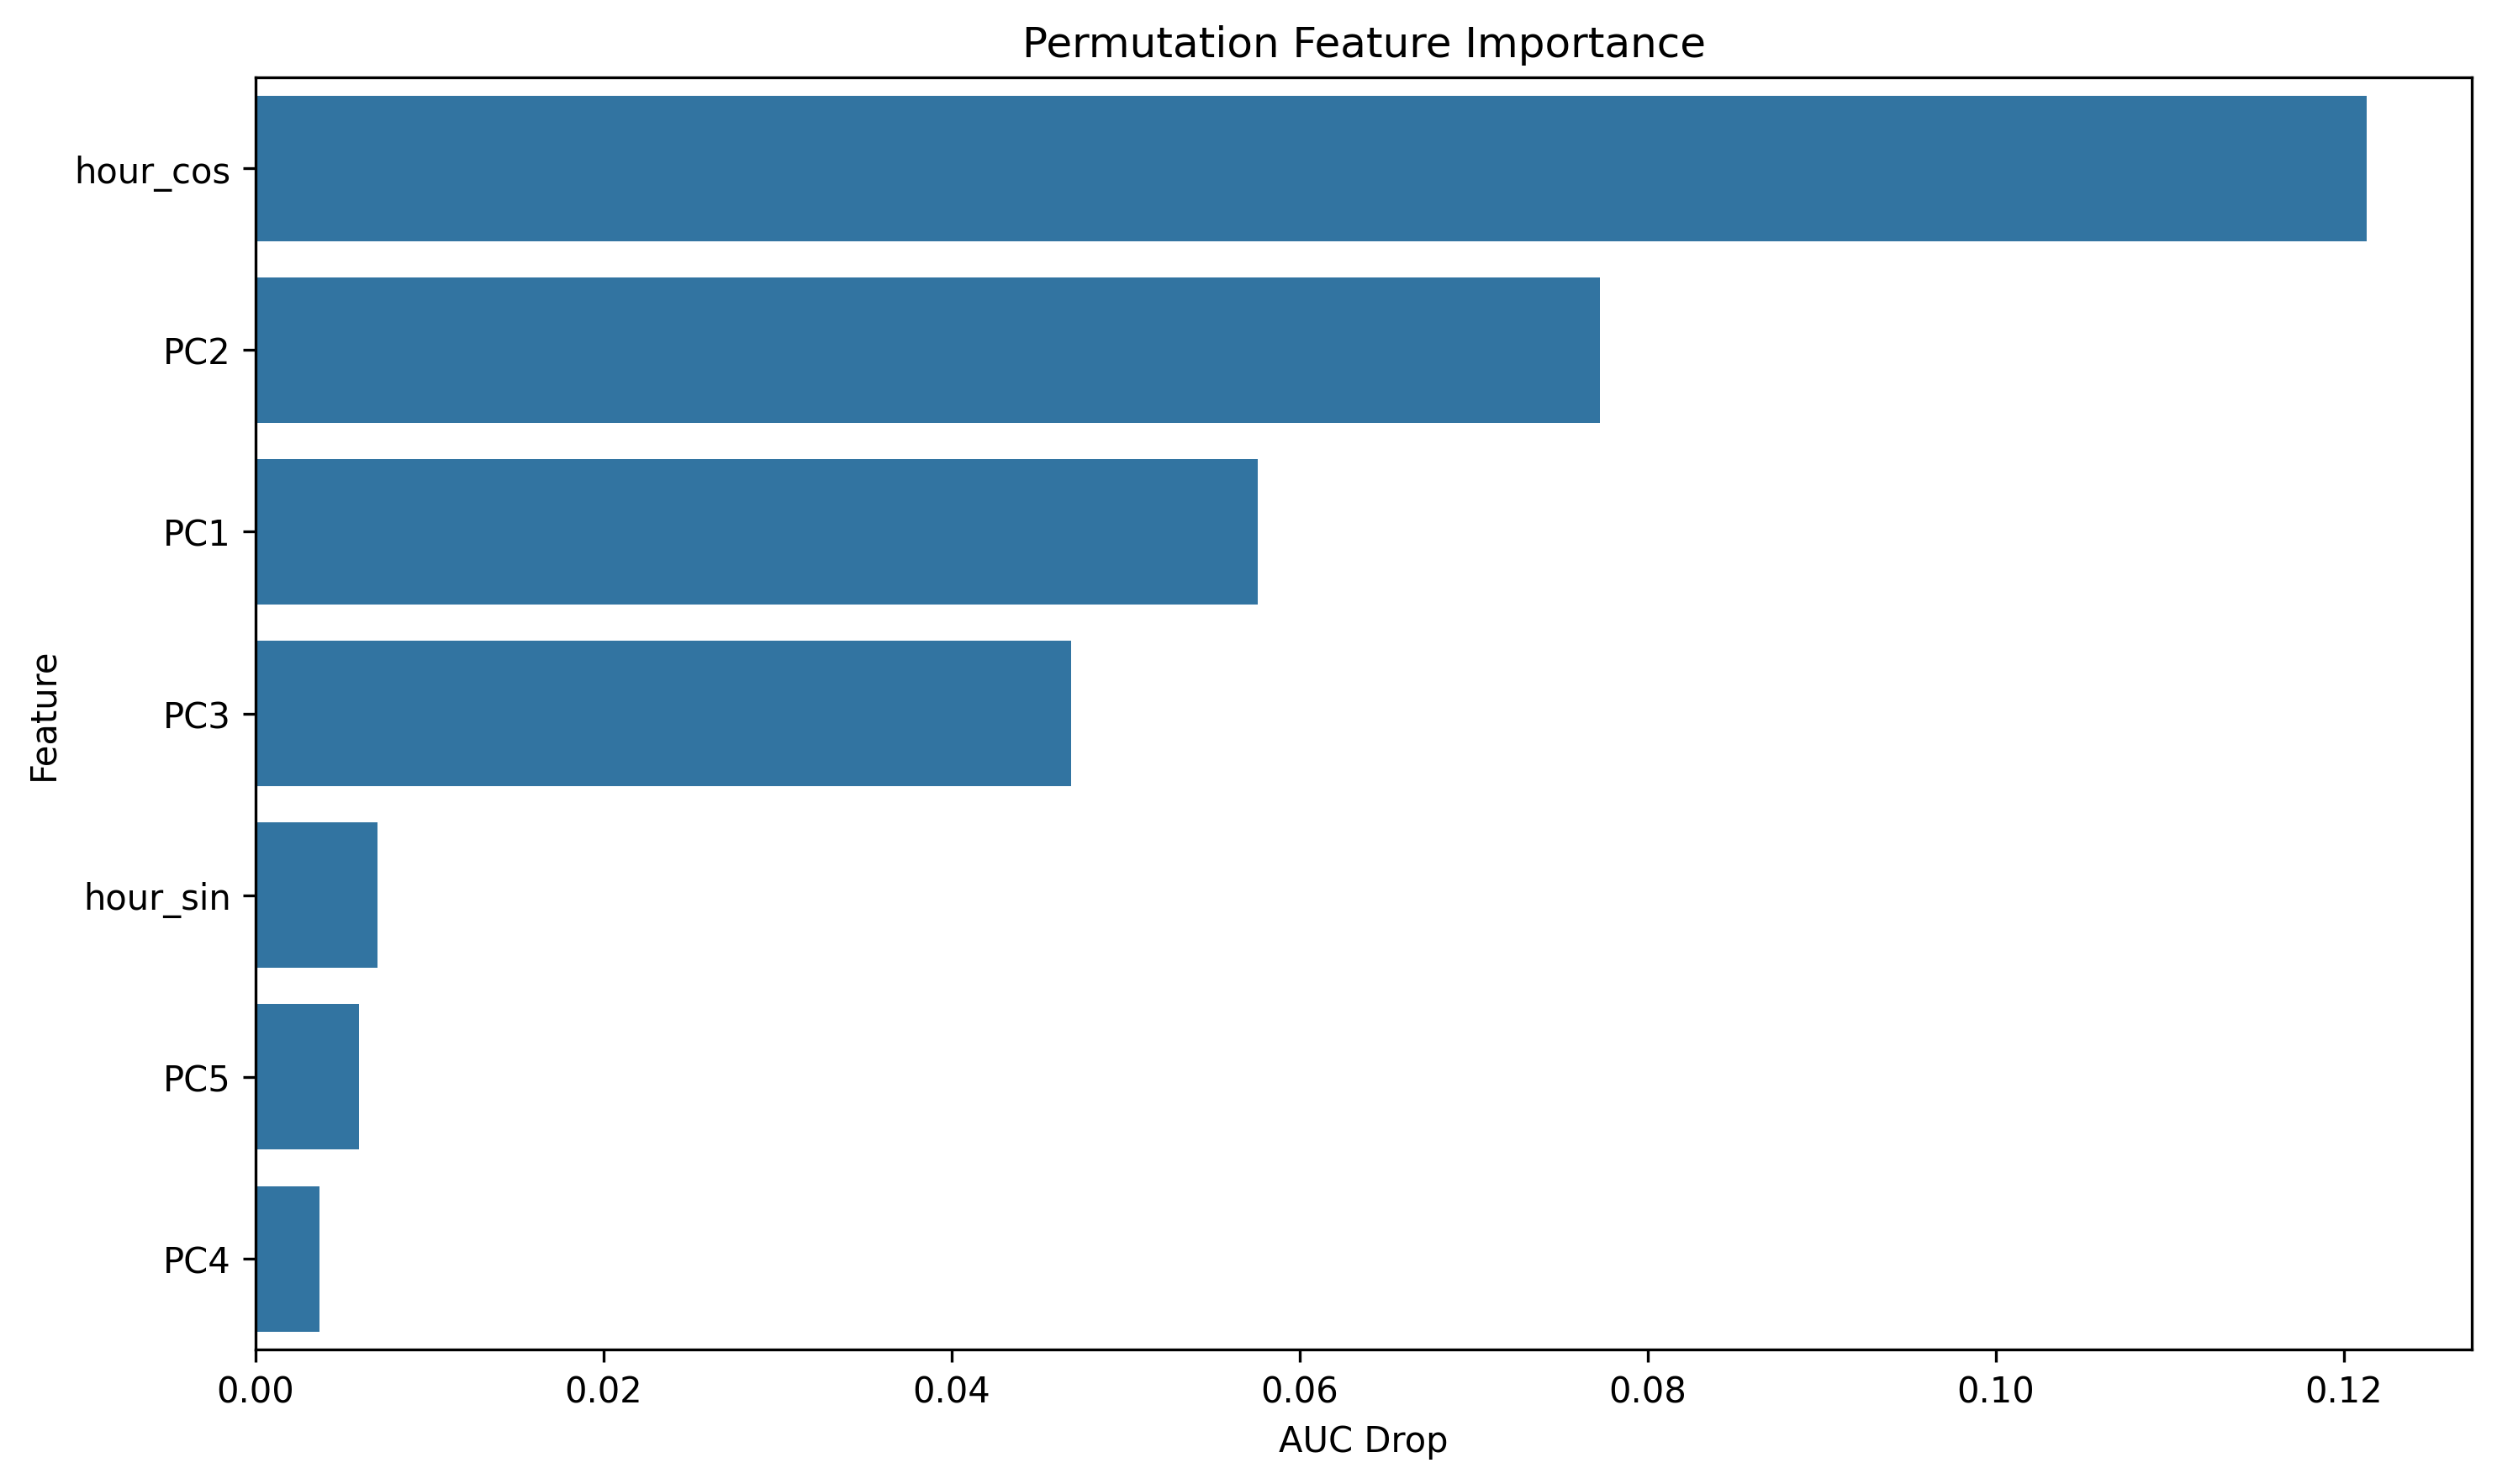 Permutation Feature Importance
hour_cos
PC2
PC1
PC3
hour_sin
PC5
PC4
Feature
0.00 0.02 0.04 0.06 0.08 0.10 0.12
AUC Drop